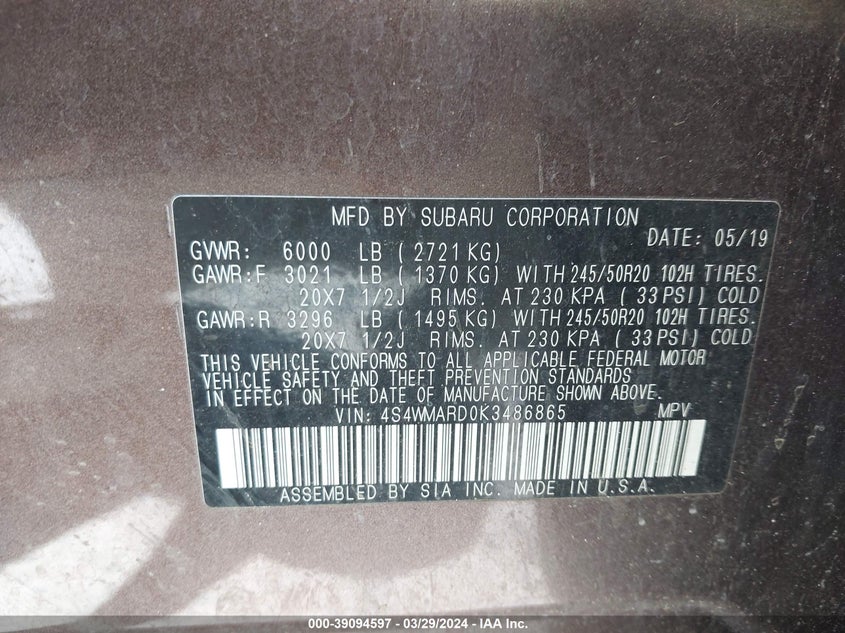 MFD BY SUBARU CORPORATION
DATE: 05/19
GVWR: 6000 LB ( 2721 KG)
GAWR:F 3021 LB ( 1370 KG) WITH 245/50R20 102H TIRES.
20X7 1/2J RIMS. AT 230 KPA ( 33 PSI) COLD
GAWR:R 3296 LB ( 1495 KG) WITH 245/50R20 102H TIRES.
20X7 1/2J RIMS. AT 230 KPA ( 33 PSI) COLD
THIS VEHICLE CONFORMS TO ALL APPLICABLE FEDERAL MOTOR
VEHICLE SAFETY AND THEFT PREVENTION STANDARDS
IN EFFECT ON THE DATE OF MANUFACTURE SHOWN ABOVE.
VIN: 4S4WMARD0K3486865 MPV
ASSEMBLED BY SIA INC. MADE IN U.S.A.
000-39094597 - 03/29/2024 - IAA Inc.